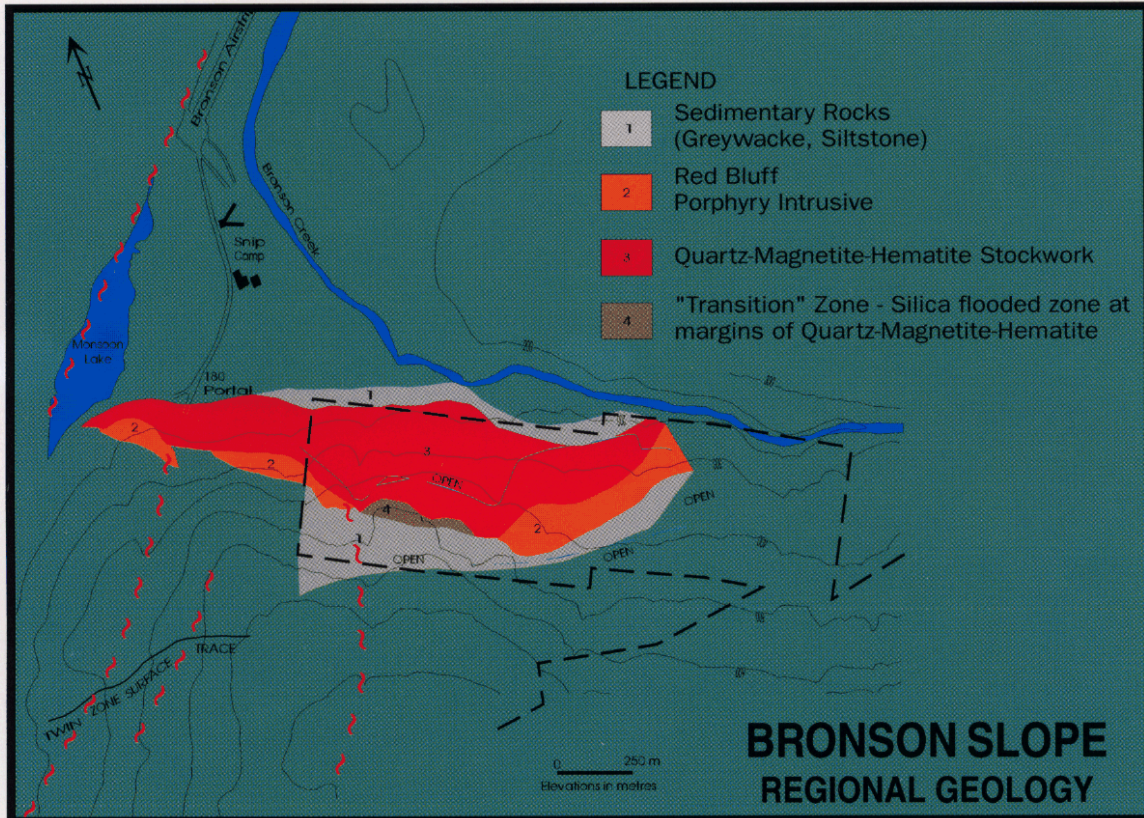 N
Bronson Airstrip
Bronson Creek
Snip
Camp
Monsoon
Lake
180
Portal
LEGEND
1 Sedimentary Rocks
(Greywacke, Siltstone)
2 Red Bluff
Porphyry Intrusive
3 Quartz-Magnetite-Hematite Stockwork
4 "Transition" Zone - Silica flooded zone at
margins of Quartz-Magnetite-Hematite
1
2
2
3
OPEN
4
2
1
OPEN
OPEN
OPEN
TWIN ZONE SURFACE TRACE
0 250 m
Elevations in metres
BRONSON SLOPE
REGIONAL GEOLOGY